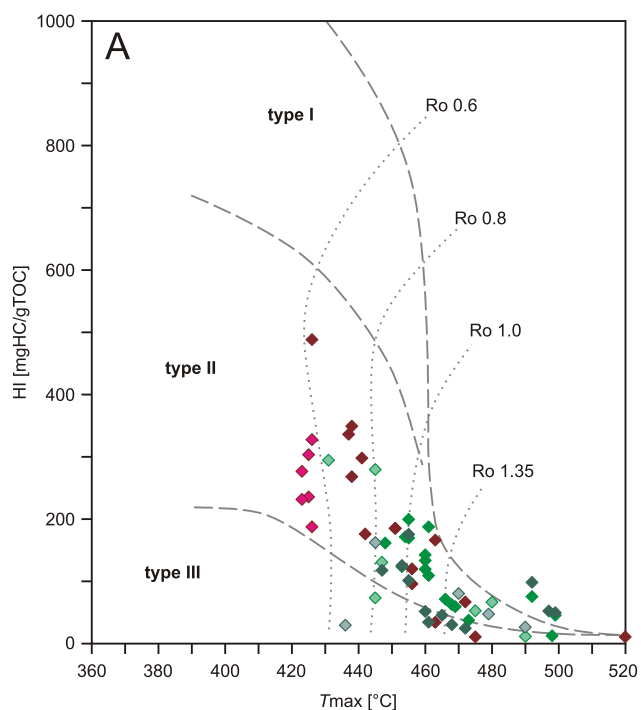 1000
A
Ro 0.6
type I
800
Ro 0.8
600
HI [mgHC/gTOC]
Ro 1.0
type II
400
Ro 1.35
200
type III
0
360 380 400 420 440 460 480 500 520
Tmax [°C]